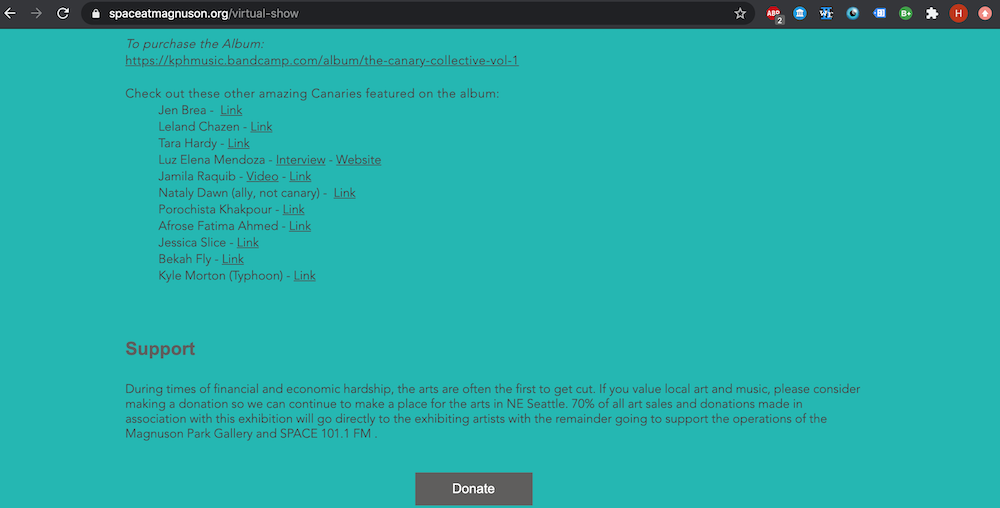 spaceatmagnuson.org/virtual-show
ABP
2
B+
H
To purchase the Album:
https://kphmusic.bandcamp.com/album/the-canary-collective-vol-1
Check out these other amazing Canaries featured on the album:
Jen Brea - Link
Leland Chazen - Link
Tara Hardy - Link
Luz Elena Mendoza - Interview - Website
Jamila Raquib - Video - Link
Nataly Dawn (ally, not canary) - Link
Porochista Khakpour - Link
Afrose Fatima Ahmed - Link
Jessica Slice - Link
Bekah Fly - Link
Kyle Morton (Typhoon) - Link
Support
During times of financial and economic hardship, the arts are often the first to get cut. If you value local art and music, please consider
making a donation so we can continue to make a place for the arts in NE Seattle. 70% of all art sales and donations made in
association with this exhibition will go directly to the exhibiting artists with the remainder going to support the operations of the
Magnuson Park Gallery and SPACE 101.1 FM .
Donate